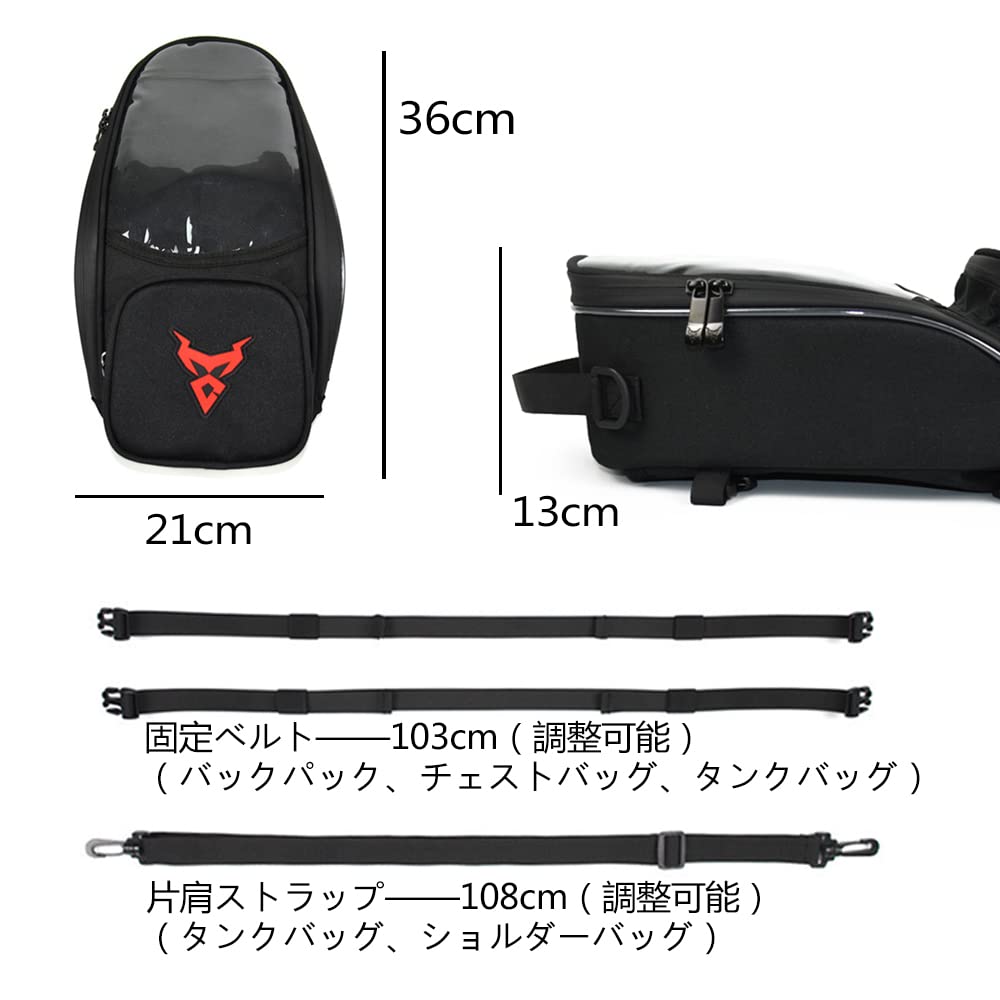 36cm
21cm
13cm
固定ベルト——103cm（調整可能）
（バックパック、チェストバッグ、タンクバッグ）
片肩ストラップ——108cm（調整可能）
（タンクバッグ、ショルダーバッグ）